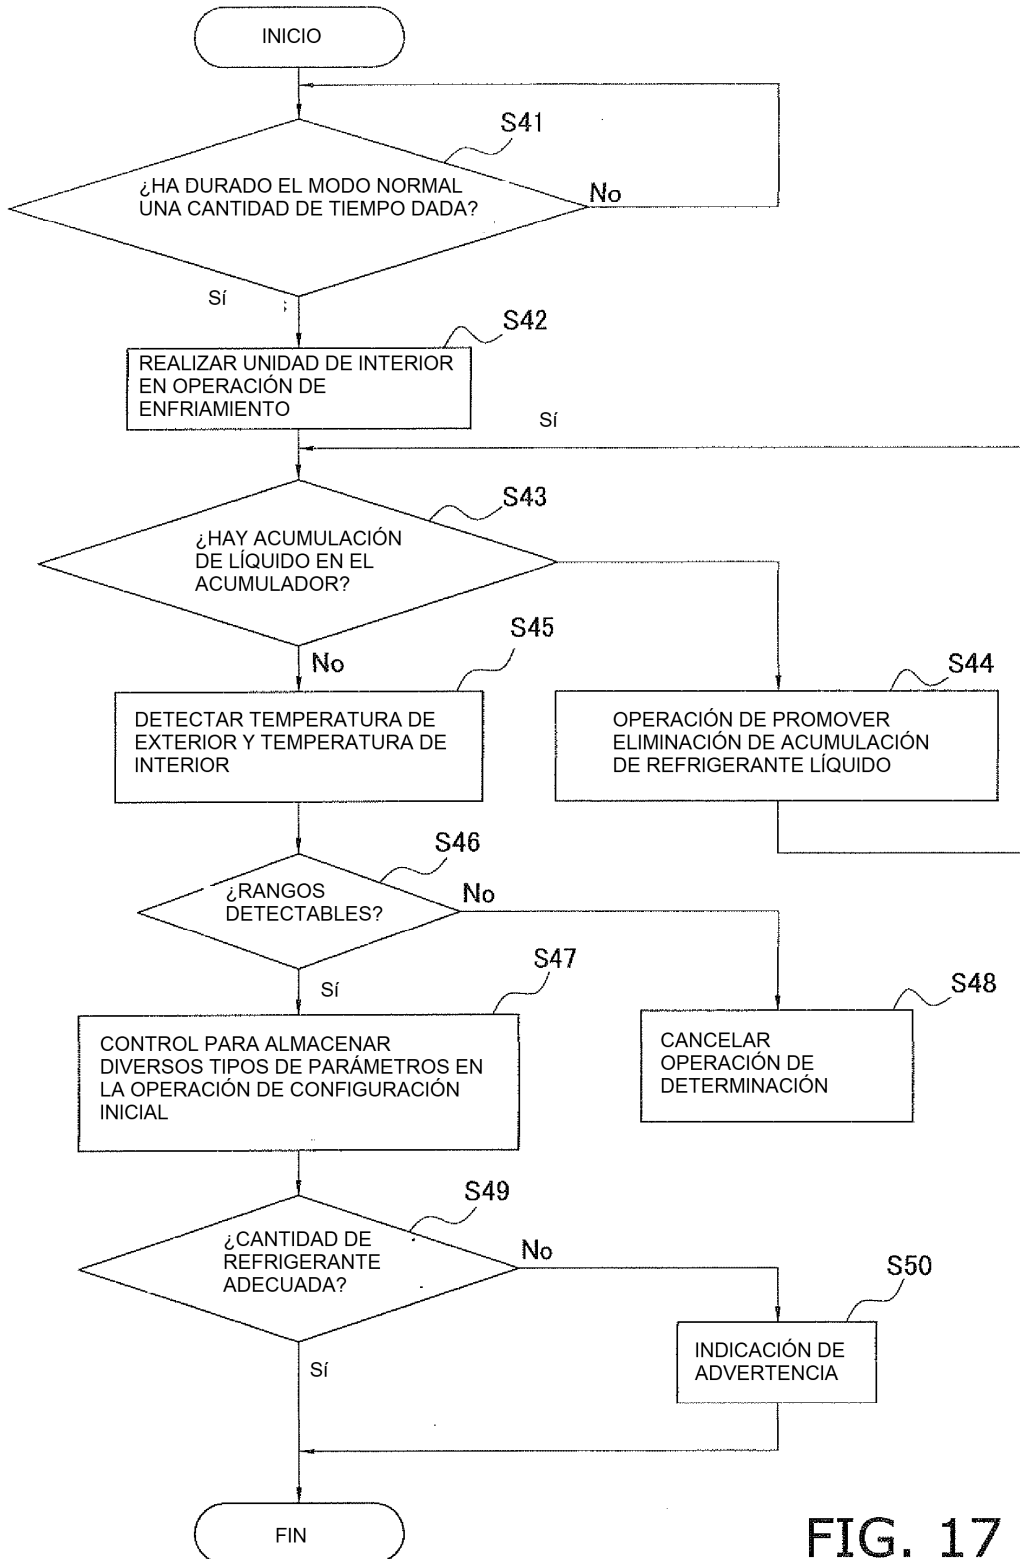 INICIO
S41
¿HA DURADO EL MODO NORMAL
UNA CANTIDAD DE TIEMPO DADA?
No
Sí
S42
REALIZAR UNIDAD DE INTERIOR
EN OPERACIÓN DE
ENFRIAMIENTO
Sí
S43
¿HAY ACUMULACIÓN
DE LÍQUIDO EN EL
ACUMULADOR?
No
S45
DETECTAR TEMPERATURA DE
EXTERIOR Y TEMPERATURA DE
INTERIOR
S44
OPERACIÓN DE PROMOVER
ELIMINACIÓN DE ACUMULACIÓN
DE REFRIGERANTE LÍQUIDO
S46
¿RANGOS
DETECTABLES?
No
Sí
S47
CONTROL PARA ALMACENAR
DIVERSOS TIPOS DE PARÁMETROS EN
LA OPERACIÓN DE CONFIGURACIÓN
INICIAL
S48
CANCELAR
OPERACIÓN DE
DETERMINACIÓN
S49
¿CANTIDAD DE
REFRIGERANTE
ADECUADA?
No
Sí
S50
INDICACIÓN DE
ADVERTENCIA
FIN
FIG. 17